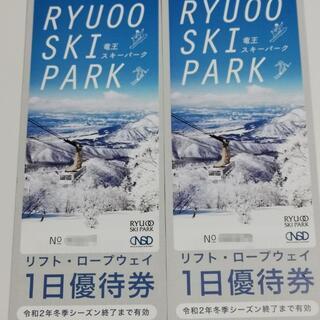 RYUOO
SKI 竜王
スキーパーク
PARK
No
RYUOO
SKI PARK
NSD
リフト・ロープウェイ
1日優待券
令和2年冬季シーズン終了まで有効
RYUOO
SKI 竜王
スキーパーク
PARK
No
RYUOO
SKI PARK
NSD
リフト・ロープウェイ
1日優待券
令和2年冬季シーズン終了まで有効